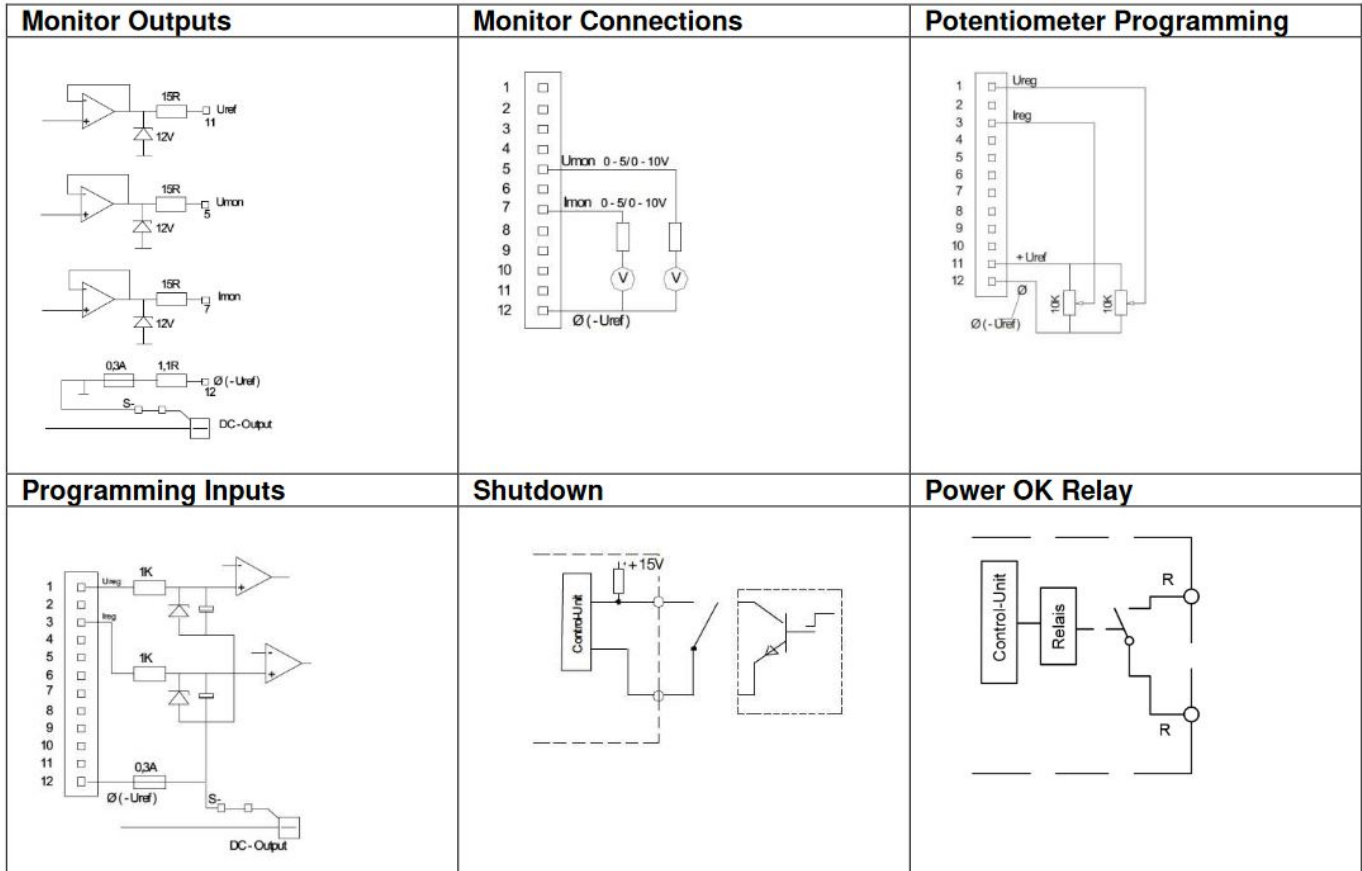 Monitor Outputs
15R
Uref
11
12V
15R
Umon
5
12V
15R
Imon
7
12V
0,3A
1,1R
Ø (-Uref)
12
S-
DC-Output
Monitor Connections
1
2
3
4
5
6
7
8
9
10
11
12
Umon 0 - 5/0 - 10V
Imon 0 - 5/0 - 10V
V
V
Ø (-Uref)
Potentiometer Programming
1
2
3
4
5
6
7
8
9
10
11
12
Ureg
Ireg
+ Uref
Ø
10K
10K
Ø (-Uref)
Programming Inputs
1
2
3
4
5
6
7
8
9
10
11
12
Ureg
1K
Ireg
1K
0,3A
Ø (-Uref)
S-
DC-Output
Shutdown
+15V
Control-Unit
Power OK Relay
Control-Unit
Relais
R
R